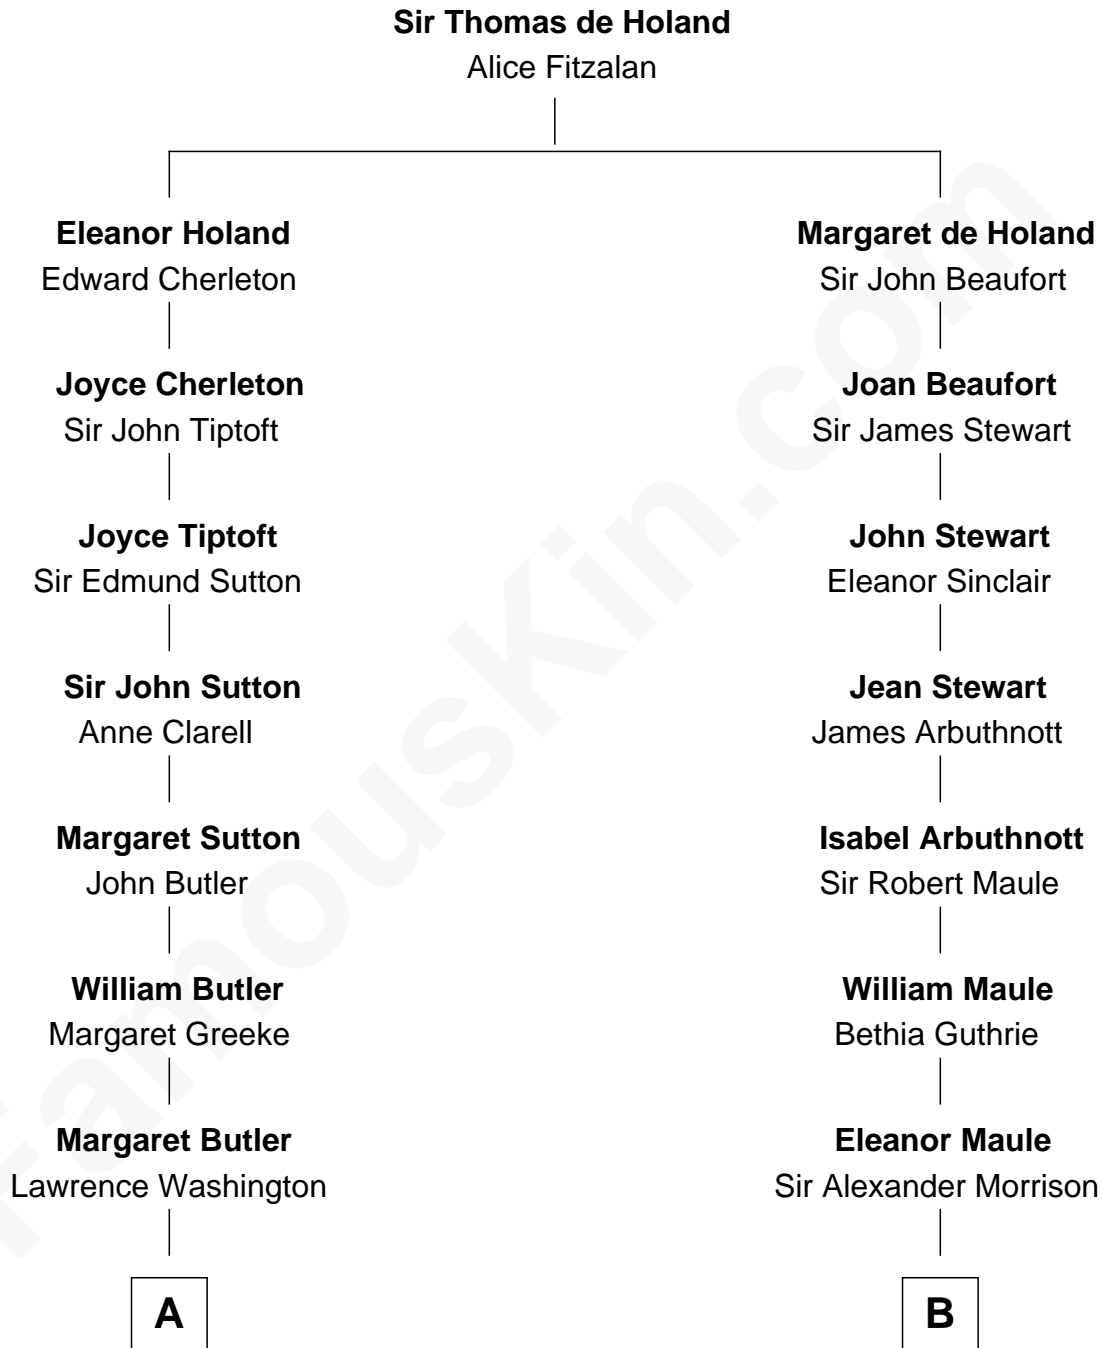 Sir Thomas de Holand
Alice Fitzalan
Eleanor Holand
Edward Cherleton
Margaret de Holand
Sir John Beaufort
Joyce Cherleton
Sir John Tiptoft
Joan Beaufort
Sir James Stewart
Joyce Tiptoft
Sir Edmund Sutton
John Stewart
Eleanor Sinclair
Sir John Sutton
Anne Clarell
Jean Stewart
James Arbuthnott
Margaret Sutton
John Butler
Isabel Arbuthnott
Sir Robert Maule
William Butler
Margaret Greeke
William Maule
Bethia Guthrie
Margaret Butler
Lawrence Washington
Eleanor Maule
Sir Alexander Morrison
A
B
FamousKin.com